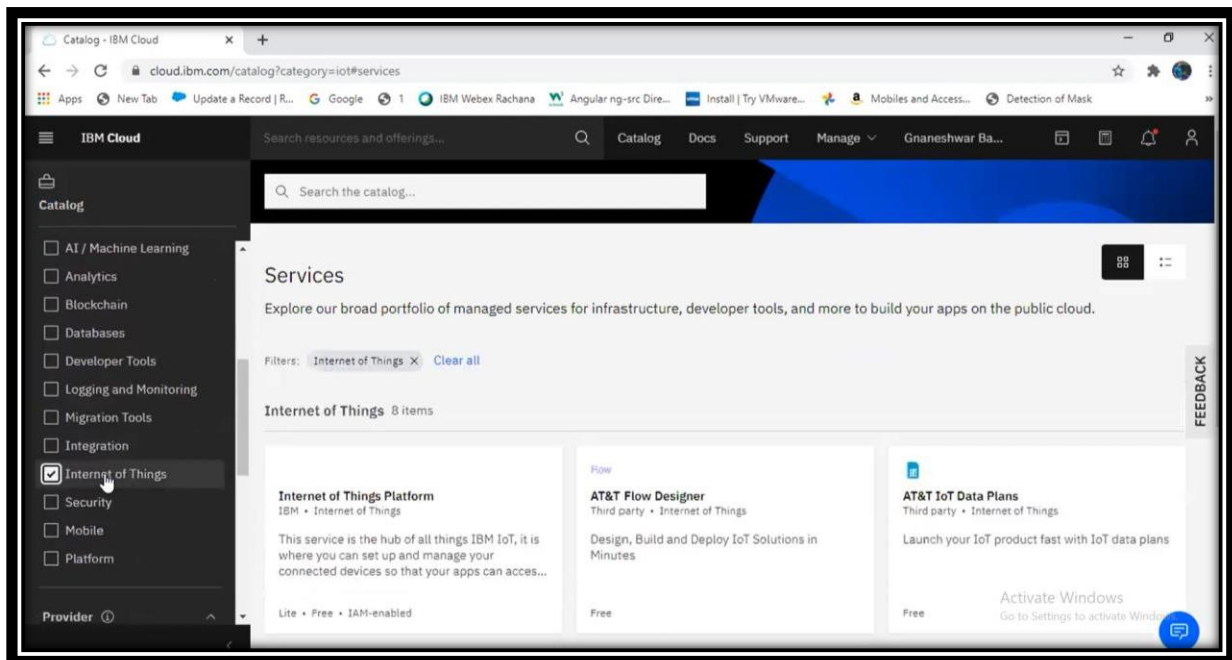 Catalog - IBM Cloud
cloud.ibm.com/catalog?category=iot#services
Apps New Tab Update a Record | R... Google 1 IBM Webex Rachana Angular ng-src Dire... Install | Try VMware... Mobiles and Access... Detection of Mask
IBM Cloud Search resources and offerings... Catalog Docs Support Manage Gnaneshwar Ba...
Catalog
AI / Machine Learning
Analytics
Blockchain
Databases
Developer Tools
Logging and Monitoring
Migration Tools
Integration
Internet of Things
Security
Mobile
Platform
Provider
Search the catalog...
Services
Explore our broad portfolio of managed services for infrastructure, developer tools, and more to build your apps on the public cloud.
Filters: Internet of Things × Clear all
Internet of Things 8 items
Internet of Things Platform
IBM • Internet of Things
This service is the hub of all things IBM IoT, it is
where you can set up and manage your
connected devices so that your apps can acces...
Lite • Free • IAM-enabled
Flow
AT&T Flow Designer
Third party • Internet of Things
Design, Build and Deploy IoT Solutions in
Minutes
Free
AT&T IoT Data Plans
Third party • Internet of Things
Launch your IoT product fast with IoT data plans
Free
FEEDBACK
Activate Windows
Go to Settings to activate Windows.